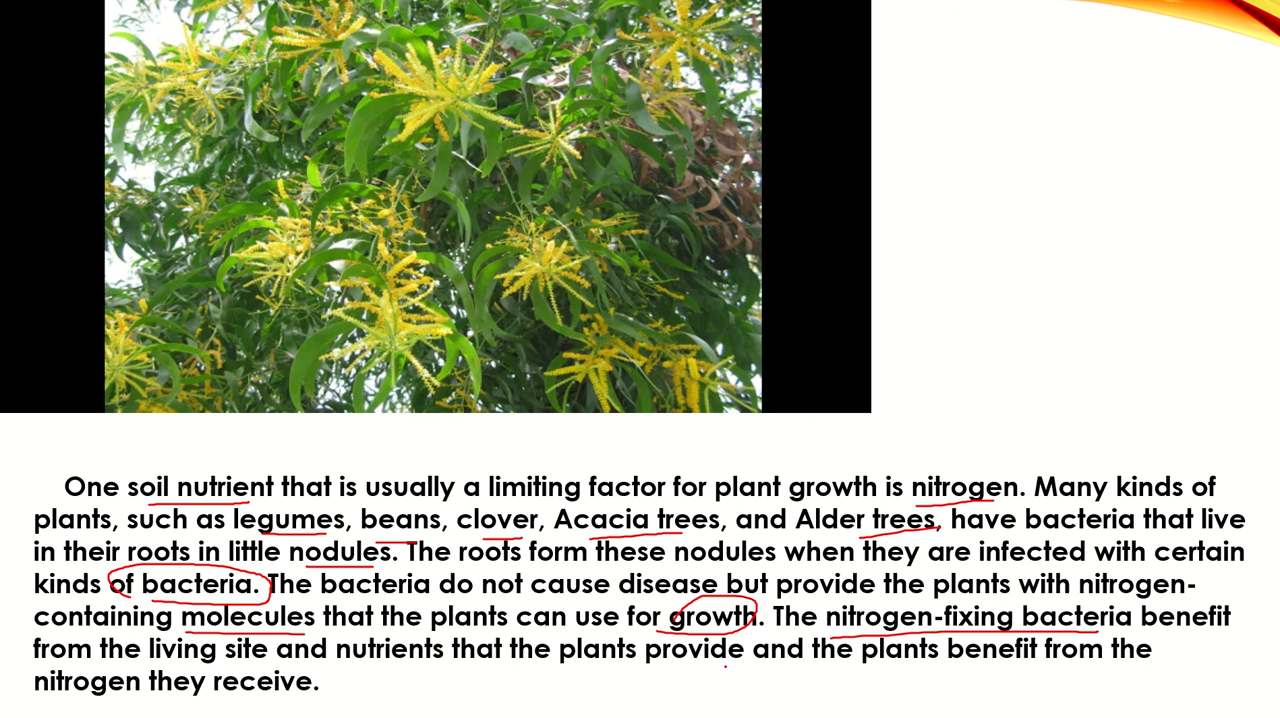 One soil nutrient that is usually a limiting factor for plant growth is nitrogen. Many kinds of
plants, such as legumes, beans, clover, Acacia trees, and Alder trees, have bacteria that live
in their roots in little nodules. The roots form these nodules when they are infected with certain
kinds of bacteria. The bacteria do not cause disease but provide the plants with nitrogen-
containing molecules that the plants can use for growth. The nitrogen-fixing bacteria benefit
from the living site and nutrients that the plants provide and the plants benefit from the
nitrogen they receive.